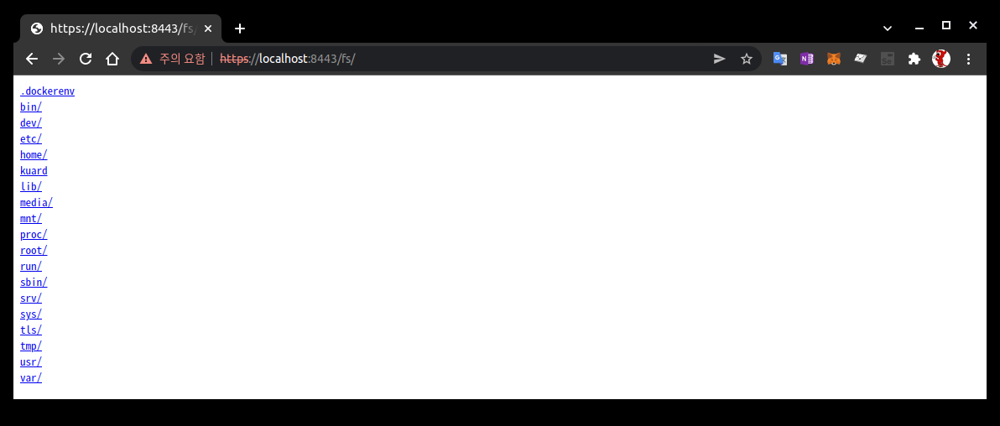 https://localhost:8443/fs/
주의 요함 https://localhost:8443/fs/
.dockerenv
bin/
dev/
etc/
home/
kuard
lib/
media/
mnt/
proc/
root/
run/
sbin/
srv/
sys/
tls/
tmp/
usr/
var/